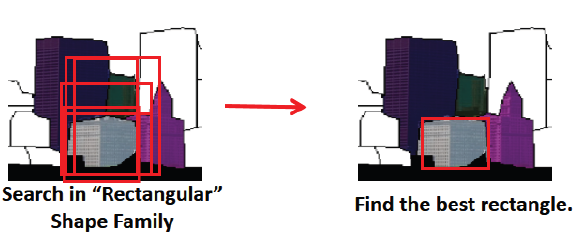 Search in “Rectangular”
Shape Family
Find the best rectangle.